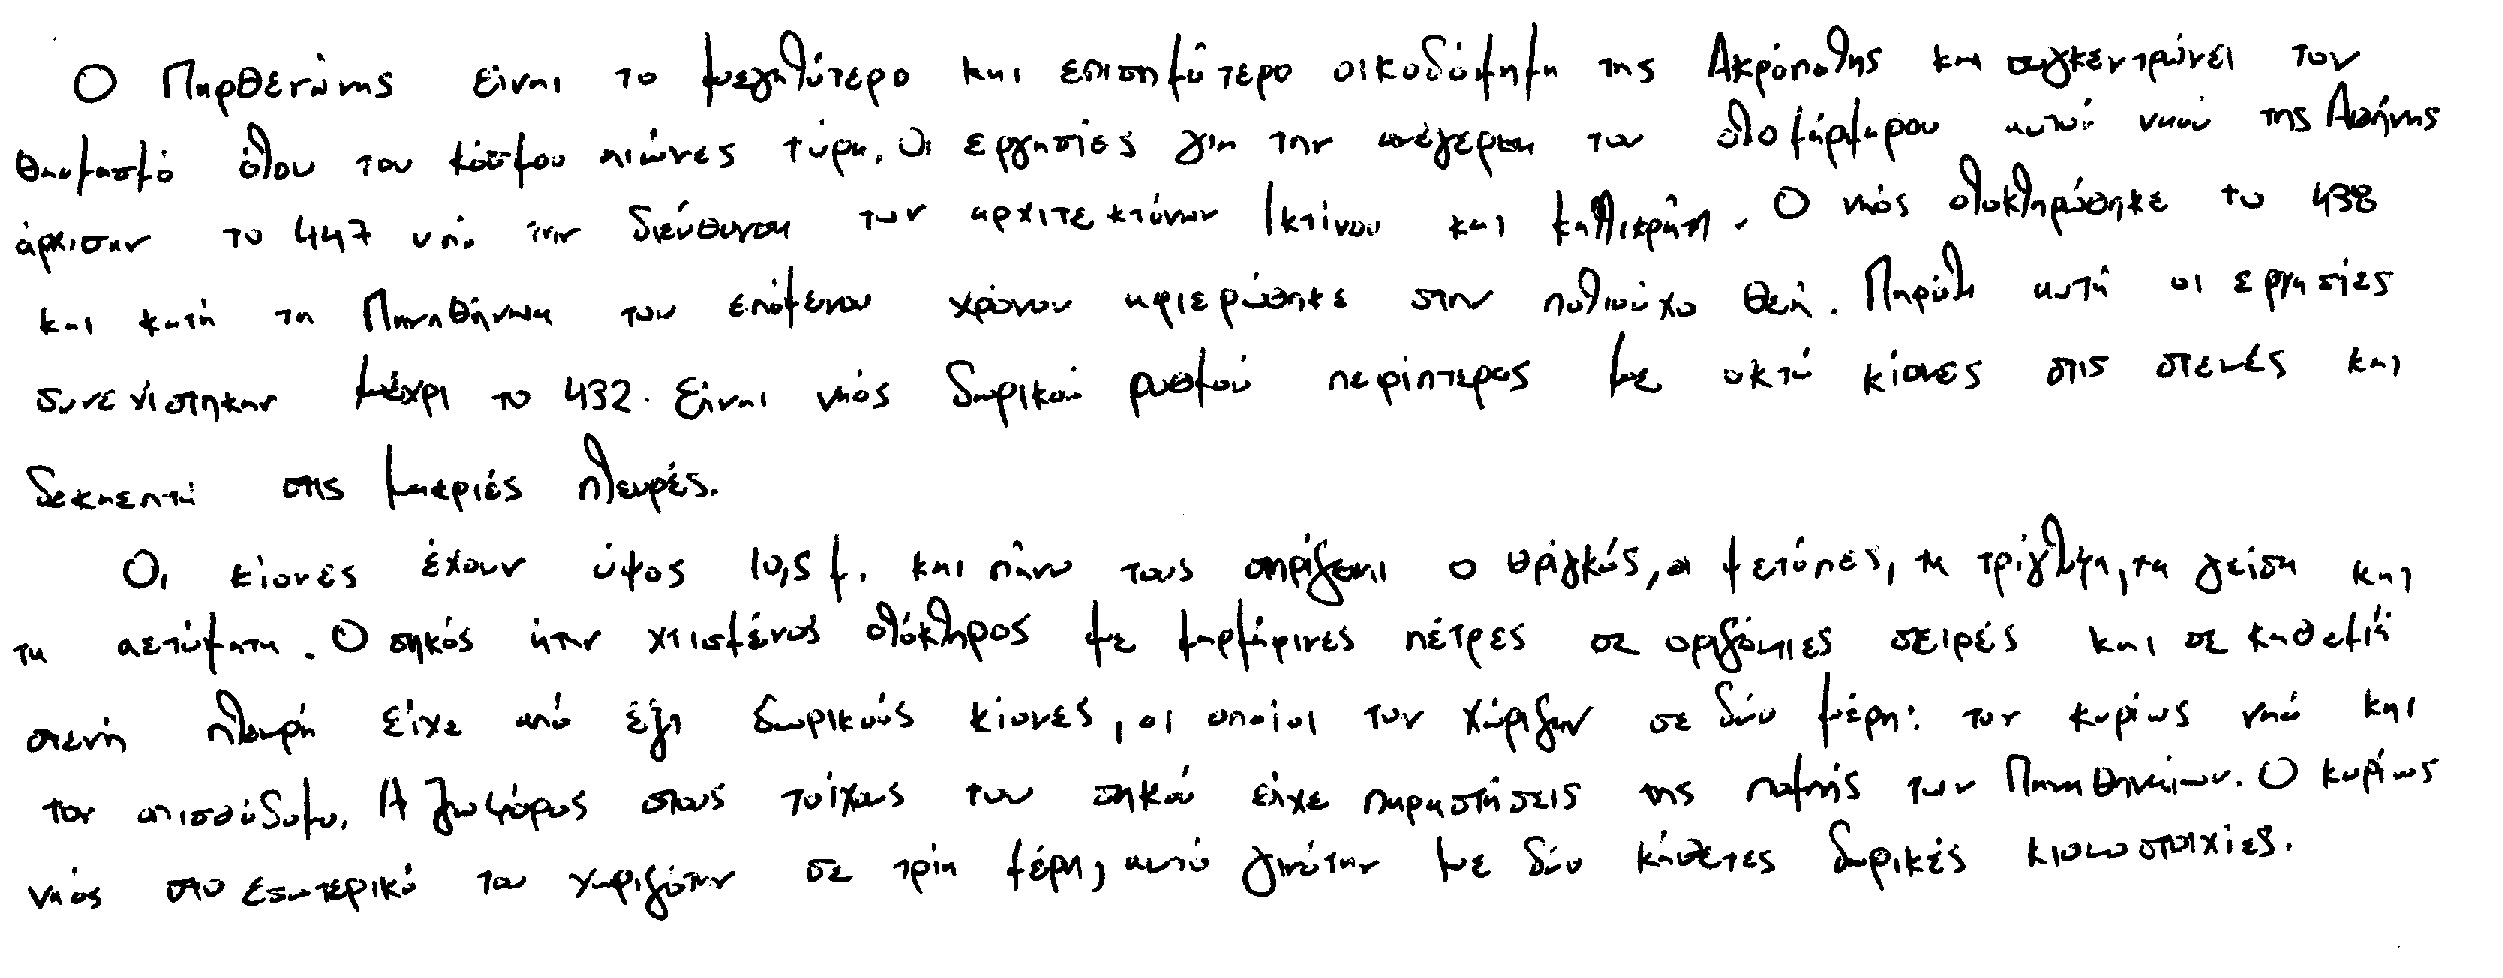 Ο Παρθενώνας είναι το μεγαλύτερο και επισημότερο οικοδόμημα της Ακρόπολης και συγκεντρώνει τον
θαυμασμό όλου του κόσμου αιώνες τώρα. Οι εργασίες για την ανέγερση του ολομάρμαρου αυτού ναού της Αθήνας
άρχισαν το 447 υπό την διεύθυνση των αρχιτεκτόνων Ικτίνου και Καλλικράτη. Ο ναός ολοκληρώθηκε το 438
και κατά τα Παναθήναια του επόμενου χρόνου αφιερώθηκε στην πολιούχο θεά. Παρόλα αυτά οι εργασίες
συνεχίστηκαν μέχρι το 432. Είναι ναός δωρικού ρυθμού περίπτερος με οκτώ κίονες στις στενές και
δεκαεπτά στις μακριές πλευρές.
Οι κίονες έχουν ύψος 10,5 μ. και πάνω τους στηρίζεται ο θριγκός, οι μετόπες, τα τρίγλυφα, τα γείσα και
τα αετώματα. Ο σηκός ήταν χτισμένος ολόκληρος με μαρμάρινες πέτρες σε οριζόντιες σειρές και σε καθεμιά
στενή πλευρή είχε από έξι δωρικούς κίονες, οι οποίοι τον χώριζαν σε δύο μέρη: τον κυρίως ναό και
τον οπισθόδομο. Η ζωφόρος στους τοίχους του σηκού είχε παραστάσεις της πομπής των Παναθηναίων. Ο κυρίως
ναός στο εσωτερικό του χωριζόταν σε τρία μέρη, αυτό γινόταν με δύο κάθετες δωρικές κιονοστοιχίες.